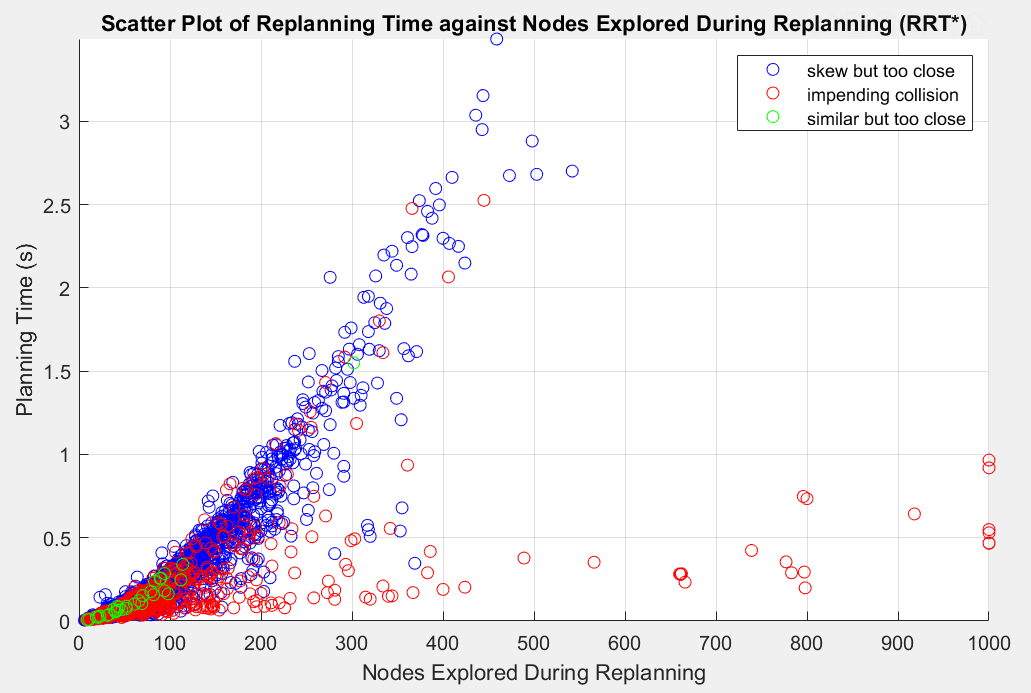 Scatter Plot of Replanning Time against Nodes Explored During Replanning (RRT*)
skew but too close
impending collision
similar but too close
Planning Time (s)
3
2.5
2
1.5
1
0.5
0
0 100 200 300 400 500 600 700 800 900 1000
Nodes Explored During Replanning